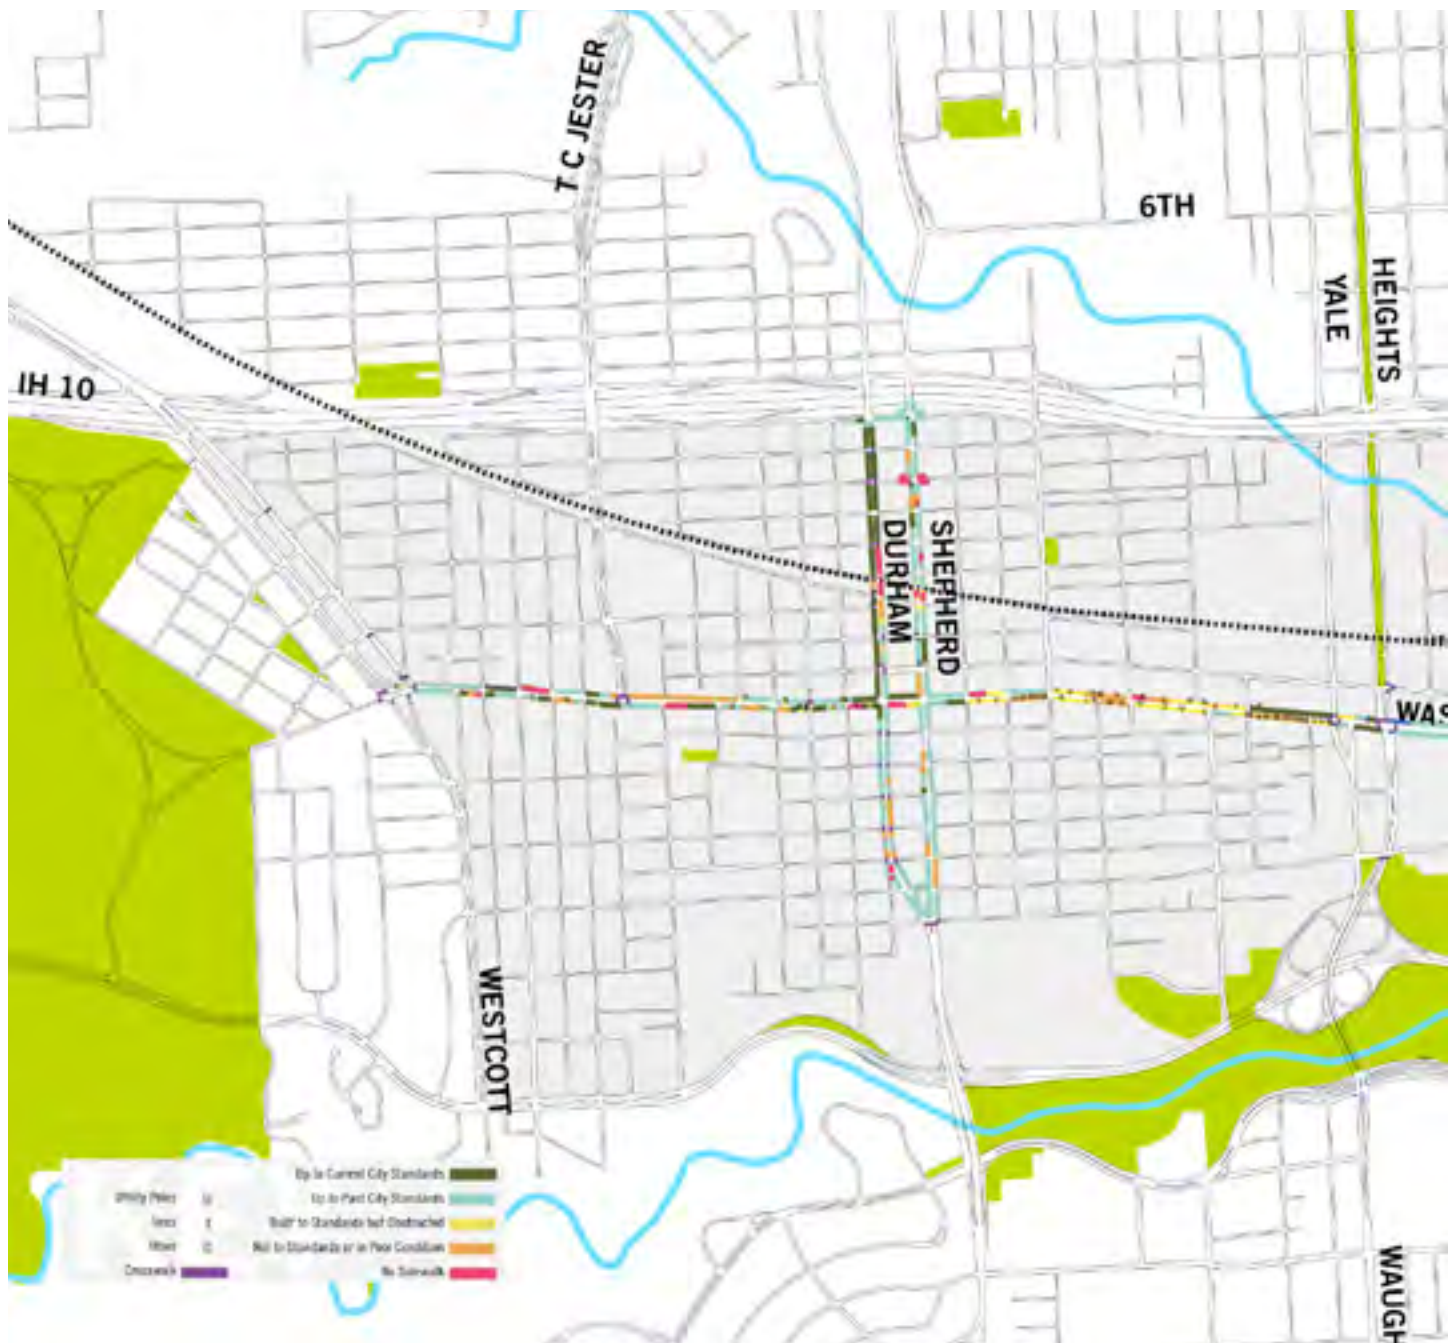 T C JESTER
6TH
HEIGHTS
YALE
IH 10
SHEPHERD
DURHAM
WAS
WESTCOTT
WAUGH
Up to Current City Standards
Utility Poles U
Up to Past City Standards
Trees t
Built to Standards but Obstructed
Other O
Not to Standards or in Poor Condition
Crosswalk
No Sidewalk